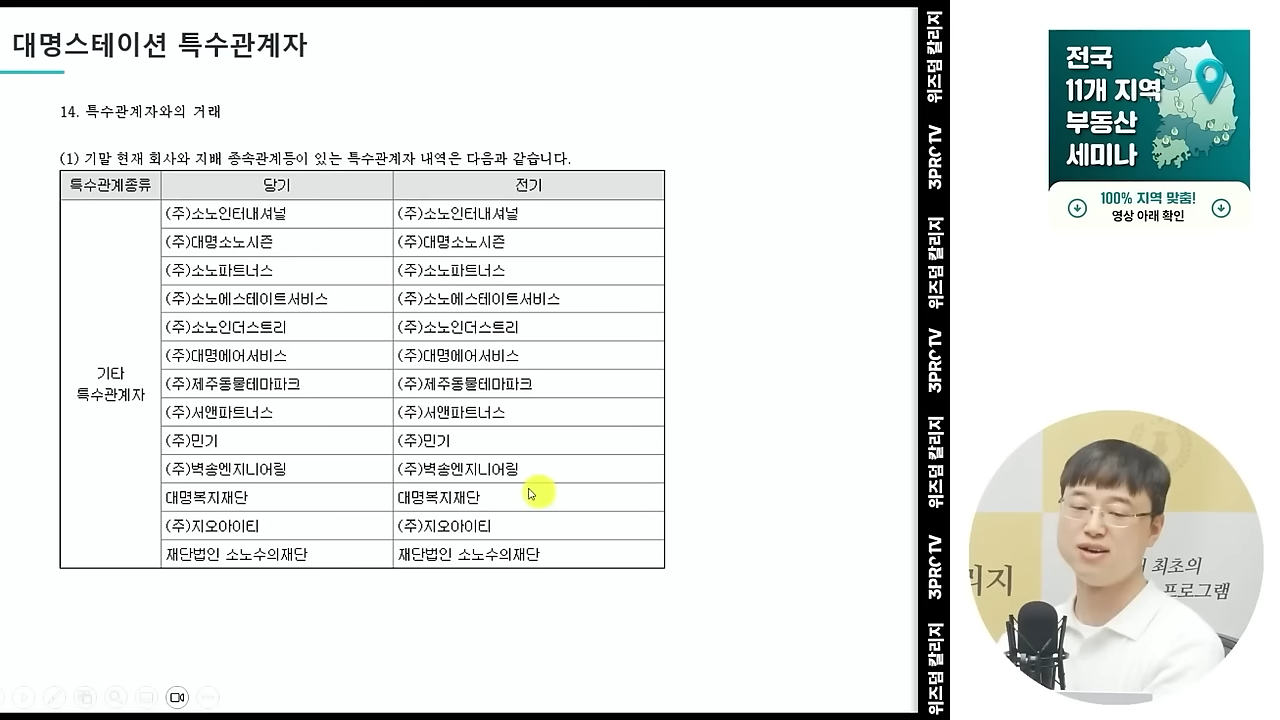 대명스테이션 특수관계자
14. 특수관계자와의 거래
(1) 기말 현재 회사와 지배 종속관계등이 있는 특수관계자 내역은 다음과 같습니다.
특수관계종류 당기 전기
기타
특수관계자
(주)소노인터내셔널 (주)소노인터내셔널
(주)대명소노시즌 (주)대명소노시즌
(주)소노파트너스 (주)소노파트너스
(주)소노에스테이트서비스 (주)소노에스테이트서비스
(주)소노인더스트리 (주)소노인더스트리
(주)대명에어서비스 (주)대명에어서비스
(주)제주동물테마파크 (주)제주동물테마파크
(주)서앤파트너스 (주)서앤파트너스
(주)민기 (주)민기
(주)벽송엔지니어링 (주)벽송엔지니어링
대명복지재단 대명복지재단
(주)지오아이티 (주)지오아이티
재단법인 소노수의재단 재단법인 소노수의재단
위즈덤 칼리지
3PROTV
위즈덤 칼리지
3PROTV
위즈덤 칼리지
3PROTV
위즈덤 칼리지
전국
11개 지역
부동산
세미나
100% 지역 맞춤!
영상 아래 확인
리지
최초의
프로그램